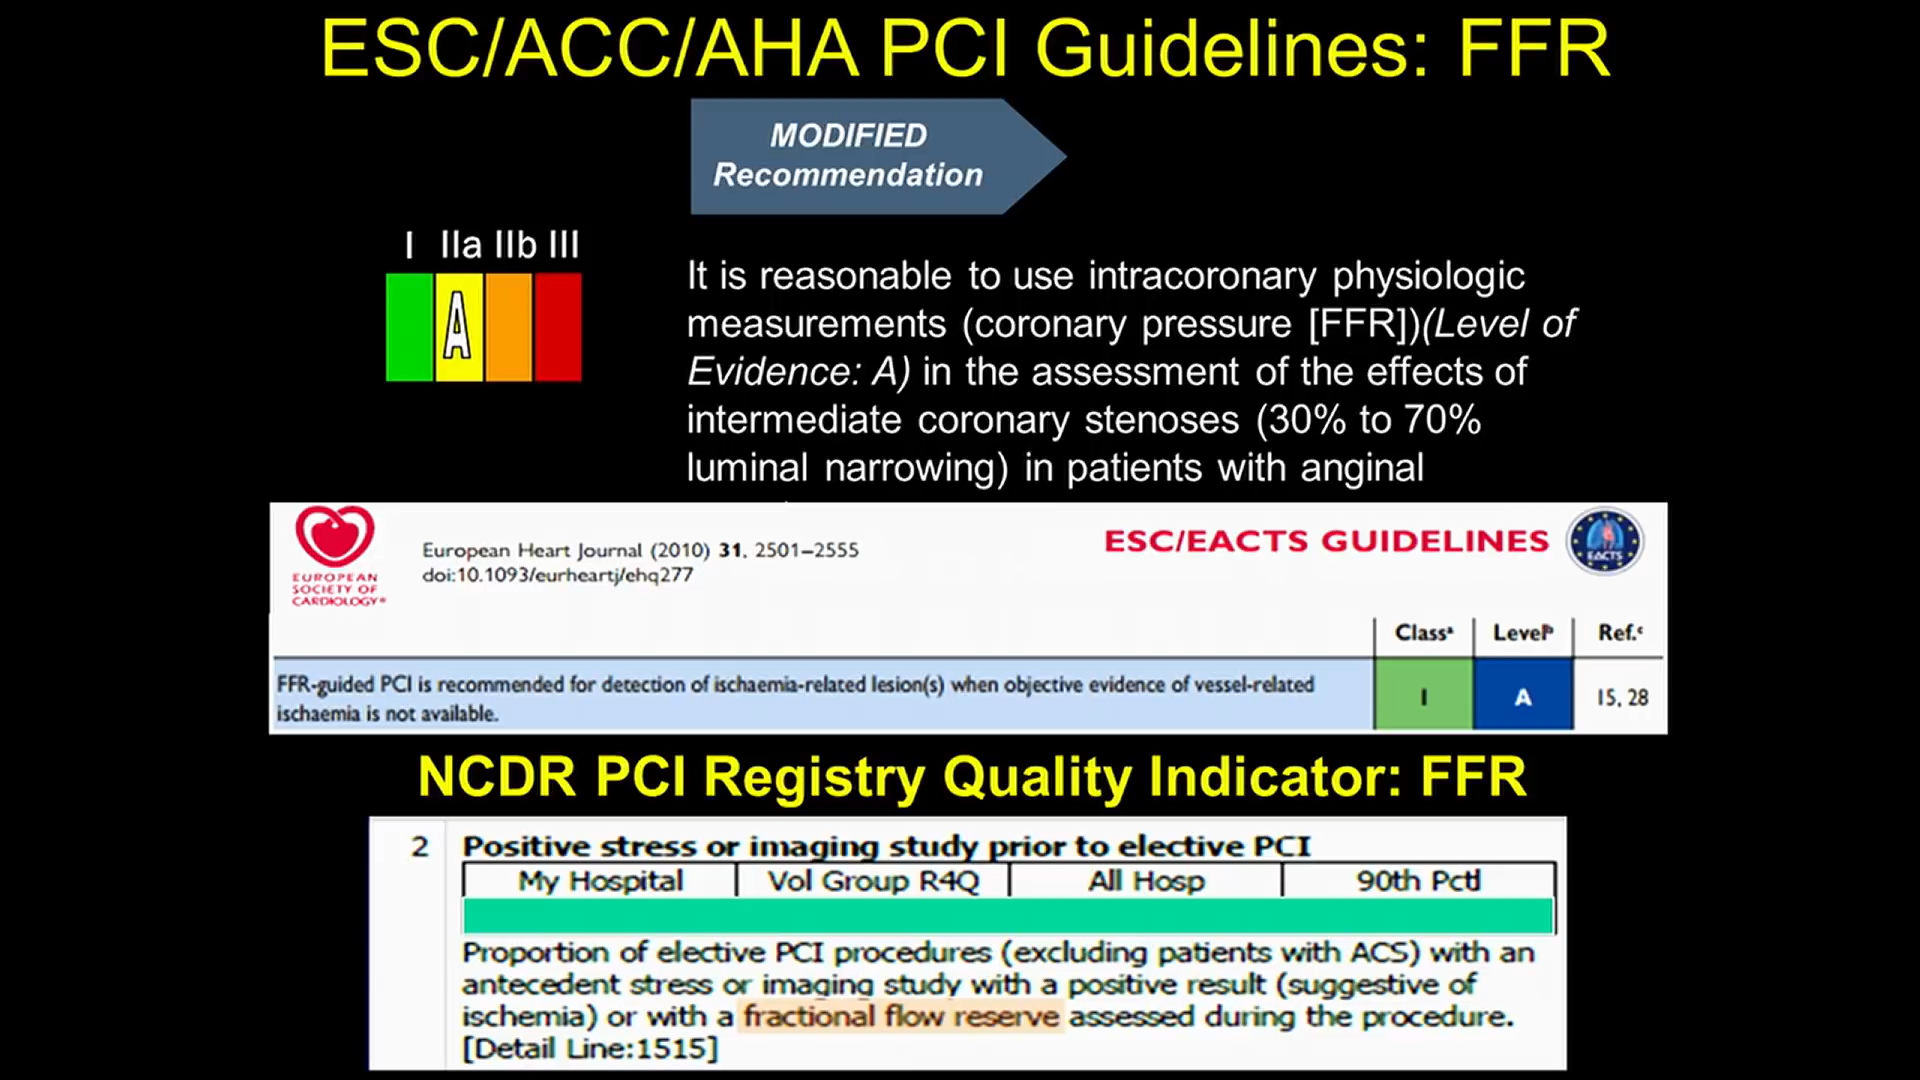 ESC/ACC/AHA PCI Guidelines: FFR
MODIFIED
Recommendation
I IIa IIb III
A
It is reasonable to use intracoronary physiologic
measurements (coronary pressure [FFR])(Level of
Evidence: A) in the assessment of the effects of
intermediate coronary stenoses (30% to 70%
luminal narrowing) in patients with anginal
EUROPEAN
SOCIETY OF
CARDIOLOGY®
European Heart Journal (2010) 31, 2501–2555
doi:10.1093/eurheartj/ehq277
ESC/EACTS GUIDELINES
EACTS
Classᵃ Levelᵇ Ref.ᶜ
FFR-guided PCI is recommended for detection of ischaemia-related lesion(s) when objective evidence of vessel-related
ischaemia is not available.
I A 15, 28
NCDR PCI Registry Quality Indicator: FFR
2 Positive stress or imaging study prior to elective PCI
My Hospital Vol Group R4Q All Hosp 90th Pctl
Proportion of elective PCI procedures (excluding patients with ACS) with an
antecedent stress or imaging study with a positive result (suggestive of
ischemia) or with a fractional flow reserve assessed during the procedure.
[Detail Line:1515]